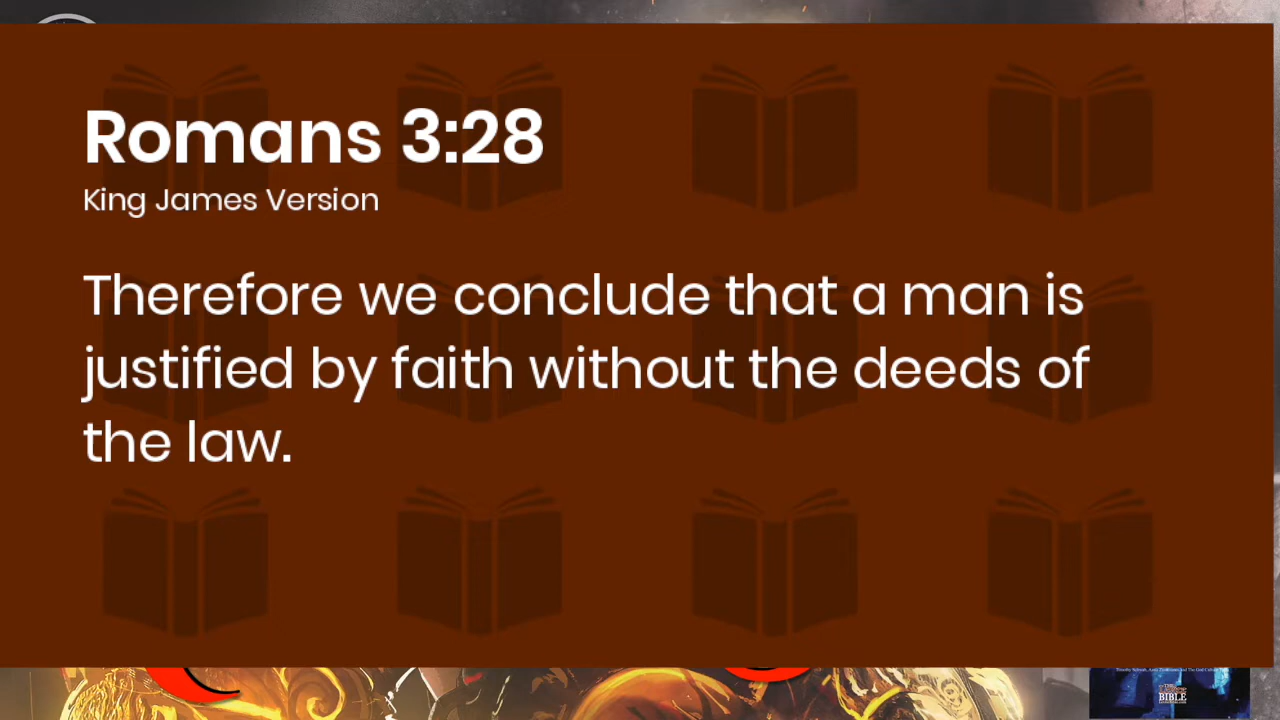 Romans 3:28
King James Version
Therefore we conclude that a man is
justified by faith without the deeds of
the law.
BIBLE